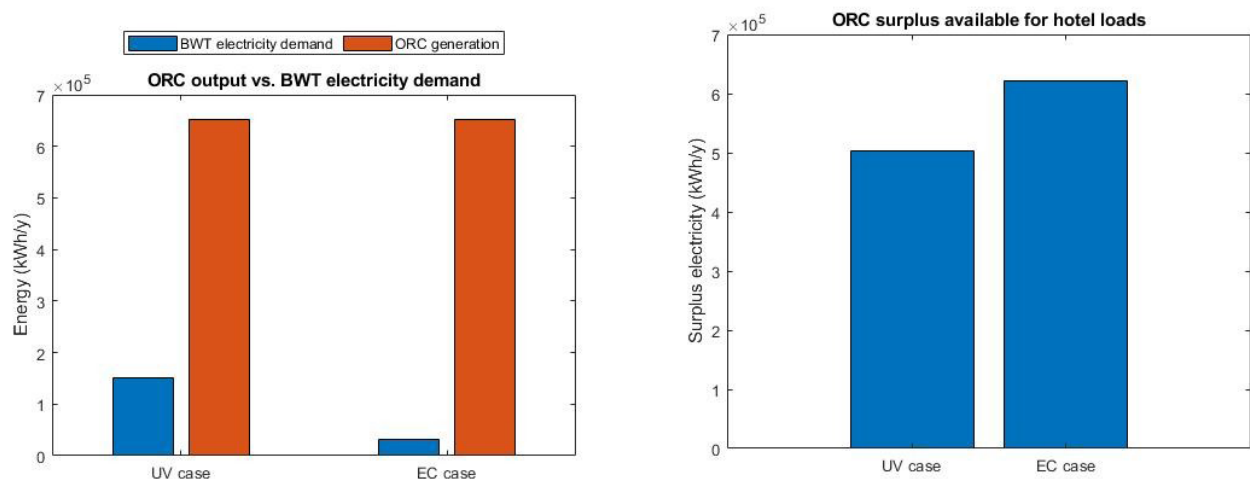 BWT electricity demand ORC generation
ORC output vs. BWT electricity demand
×10^5
Energy (kWh/y)
7
6
5
4
3
2
1
0
UV case EC case
ORC surplus available for hotel loads
×10^5
Surplus electricity (kWh/y)
7
6
5
4
3
2
1
0
UV case EC case